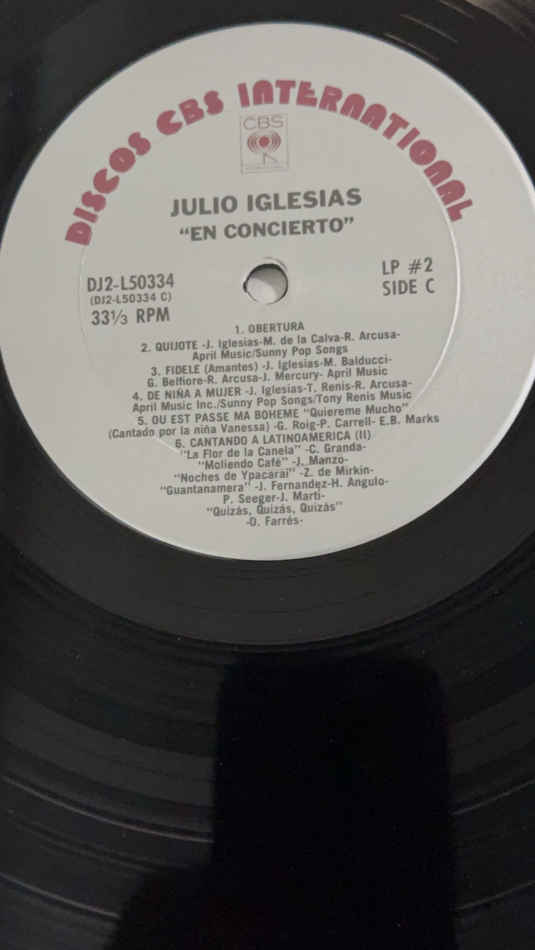 DISCOS CBS INTERNATIONAL
CBS
JULIO IGLESIAS
"EN CONCIERTO"
DJ2-L50334
(DJ2-L50334 C)
33⅓ RPM
LP #2
SIDE C
1. OBERTURA
2. QUIJOTE -J. Iglesias-M. de la Calva-R. Arcusa-
April Music/Sunny Pop Songs
3. FIDELE (Amantes) -J. Iglesias-M. Balducci-
G. Belfiore-R. Arcusa-J. Mercury- April Music
4. DE NIÑA A MUJER -J. Iglesias-T. Renis-R. Arcusa-
April Music Inc./Sunny Pop Songs/Tony Renis Music
5. OU EST PASSE MA BOHEME "Quiereme Mucho"
(Cantado por la niña Vanessa) -G. Roig-P. Carrell- E.B. Marks
6. CANTANDO A LATINOAMERICA (II)
"La Flor de la Canela" -C. Granda-
"Moliendo Café" -J. Manzo-
"Noches de Ypacárai" -Z. de Mirkin-
"Guantanamera" -J. Fernandez-H. Angulo-
P. Seeger-J. Marti-
"Quizás, Quizás, Quizás"
-O. Farrés-